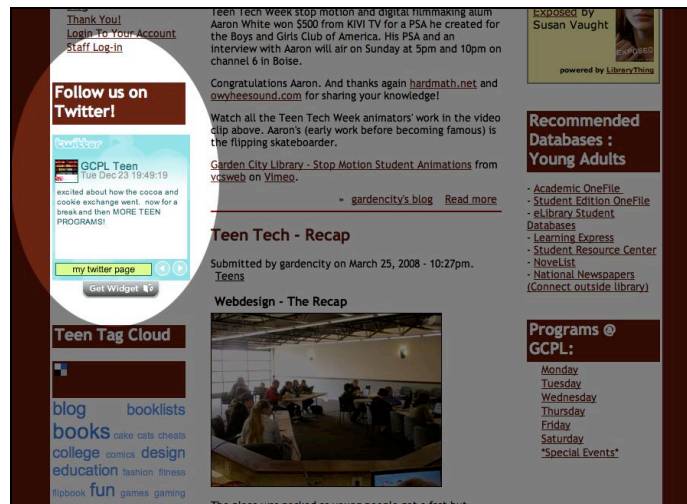 Thank You!
Login To Your Account
Staff Log-in
Follow us on
Twitter!
twitter
GCPL Teen
Tue Dec 23 19:49:19
excited about how the cocoa and
cookie exchange went. now for a
break and then MORE TEEN
PROGRAMS!
my twitter page
Get Widget
Teen Tag Cloud
blog booklists
books cake cats cheats
college comics design
education fashion fitness
flipbook fun games gaming
Teen Tech Week stop motion and digital filmmaking alum
Aaron White won $500 from KIVI TV for a PSA he created for
the Boys and Girls Club of America. His PSA and an
interview with Aaron will air on Sunday at 5pm and 10pm on
channel 6 in Boise.
Congratulations Aaron. And thanks again hardmath.net and
owyheesound.com for sharing your knowledge!
Watch all the Teen Tech Week animators' work in the video
clip above. Aaron's (early work before becoming famous) is
the flipping skateboarder.
Garden City Library - Stop Motion Student Animations from
vcsweb on Vimeo.
» gardencity's blog Read more
Teen Tech - Recap
Submitted by gardencity on March 25, 2008 - 10:27pm.
Teens
Webdesign - The Recap
Exposed by
Susan Vaught
EXPOSED
powered by LibraryThing
Recommended
Databases :
Young Adults
- Academic OneFile
- Student Edition OneFile
- eLibrary Student
Databases
- Learning Express
- Student Resource Center
- NoveList
- National Newspapers
(Connect outside library)
Programs @
GCPL:
Monday
Tuesday
Wednesday
Thursday
Friday
Saturday
*Special Events*